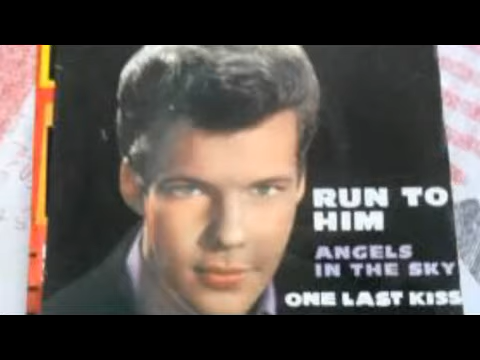 RUN TO
HIM
ANGELS
IN THE SKY
ONE LAST KISS